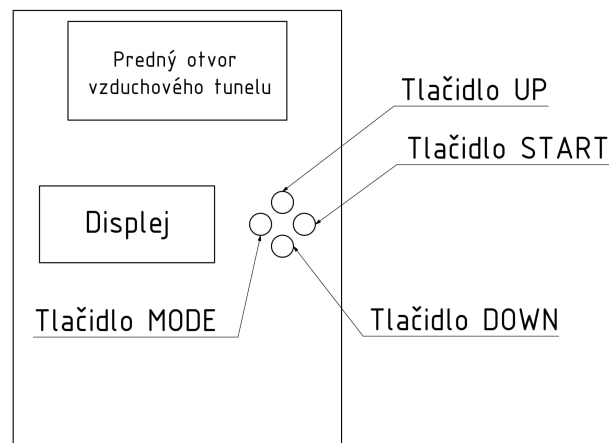 Predný otvor
vzduchového tunelu
Tlačidlo UP
Tlačidlo START
Displej
Tlačidlo MODE
Tlačidlo DOWN